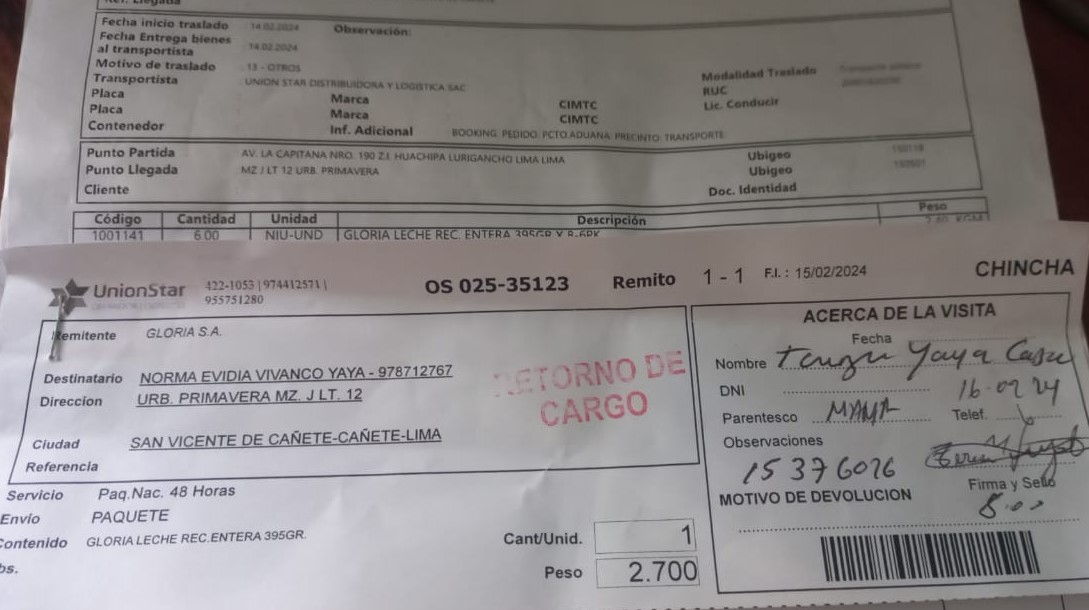 Fecha inicio traslado 14.02.2024 Observación:
Fecha Entrega bienes
al transportista 14.02.2024
Motivo de traslado : 13 - OTROS
Transportista UNION STAR DISTRIBUIDORA Y LOGISTICA SAC Modalidad Traslado
Placa Marca CIMTC RUC
Placa Marca CIMTC Lic. Conducir
Contenedor Inf. Adicional BOOKING: PEDIDO: PCTO.ADUANA: PRECINTO: TRANSPORTE:
Punto Partida AV. LA CAPITANA NRO. 190 Z.I. HUACHIPA LURIGANCHO LIMA LIMA Ubigeo
Punto Llegada MZ J LT 12 URB. PRIMAVERA Ubigeo
Cliente Doc. Identidad
Código Cantidad Unidad Descripción Peso
1001141 6.00 NIU-UND GLORIA LECHE REC. ENTERA 395GR Y 8-6PK
UnionStar 422-1053 | 974412571 |
955751280
OS 025-35123 Remito 1 - 1 F.I. : 15/02/2024 CHINCHA
Remitente GLORIA S.A.
Destinatario NORMA EVIDIA VIVANCO YAYA - 978712767
Direccion URB. PRIMAVERA MZ. J LT. 12
Ciudad SAN VICENTE DE CAÑETE-CAÑETE-LIMA
Referencia
RETORNO DE
CARGO
Servicio Paq.Nac. 48 Horas
Envio PAQUETE
Contenido GLORIA LECHE REC.ENTERA 395GR.
bs.
Cant/Unid. 1
Peso 2.700
ACERCA DE LA VISITA
Fecha
Nombre Yaya
DNI 16-02 24
Parentesco MAMA Telef.
Observaciones
15376026
Firma y Sello
MOTIVO DE DEVOLUCION 8.00